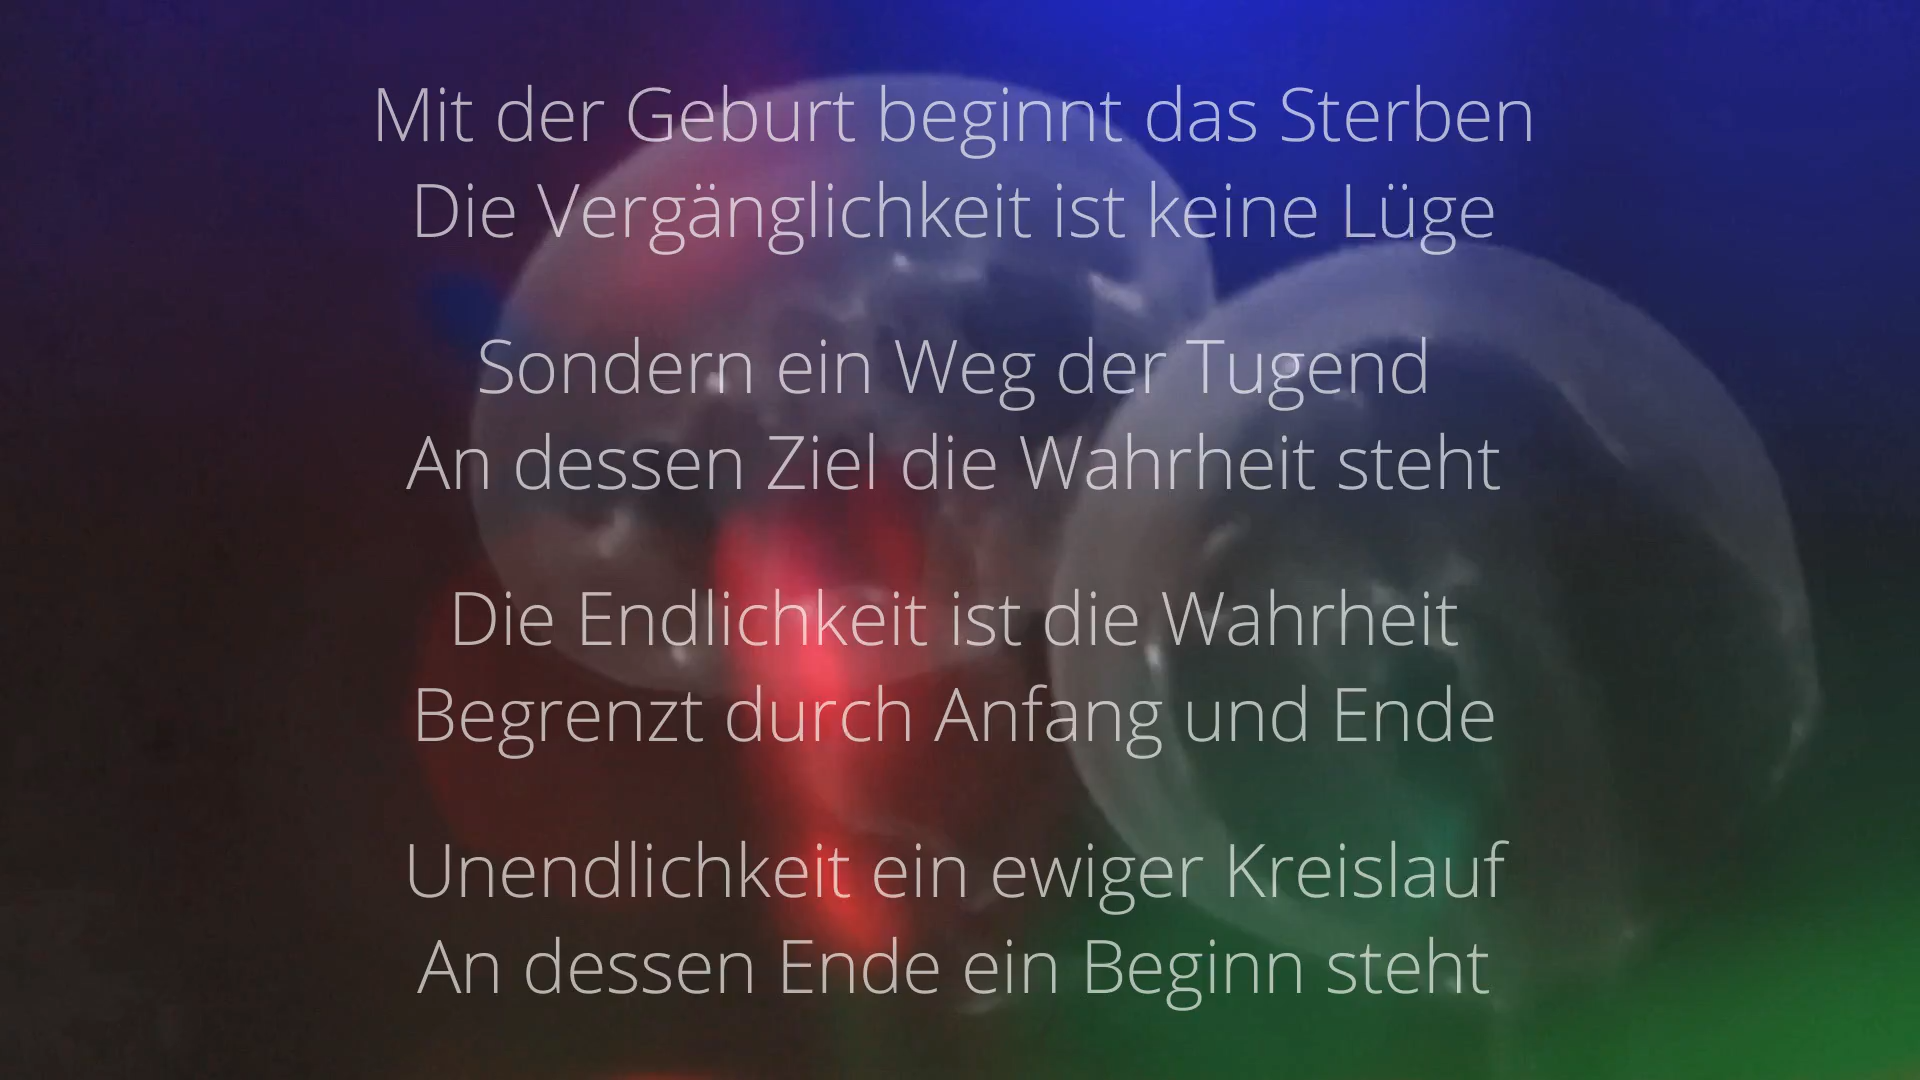 Mit der Geburt beginnt das Sterben
Die Vergänglichkeit ist keine Lüge
Sondern ein Weg der Tugend
An dessen Ziel die Wahrheit steht
Die Endlichkeit ist die Wahrheit
Begrenzt durch Anfang und Ende
Unendlichkeit ein ewiger Kreislauf
An dessen Ende ein Beginn steht